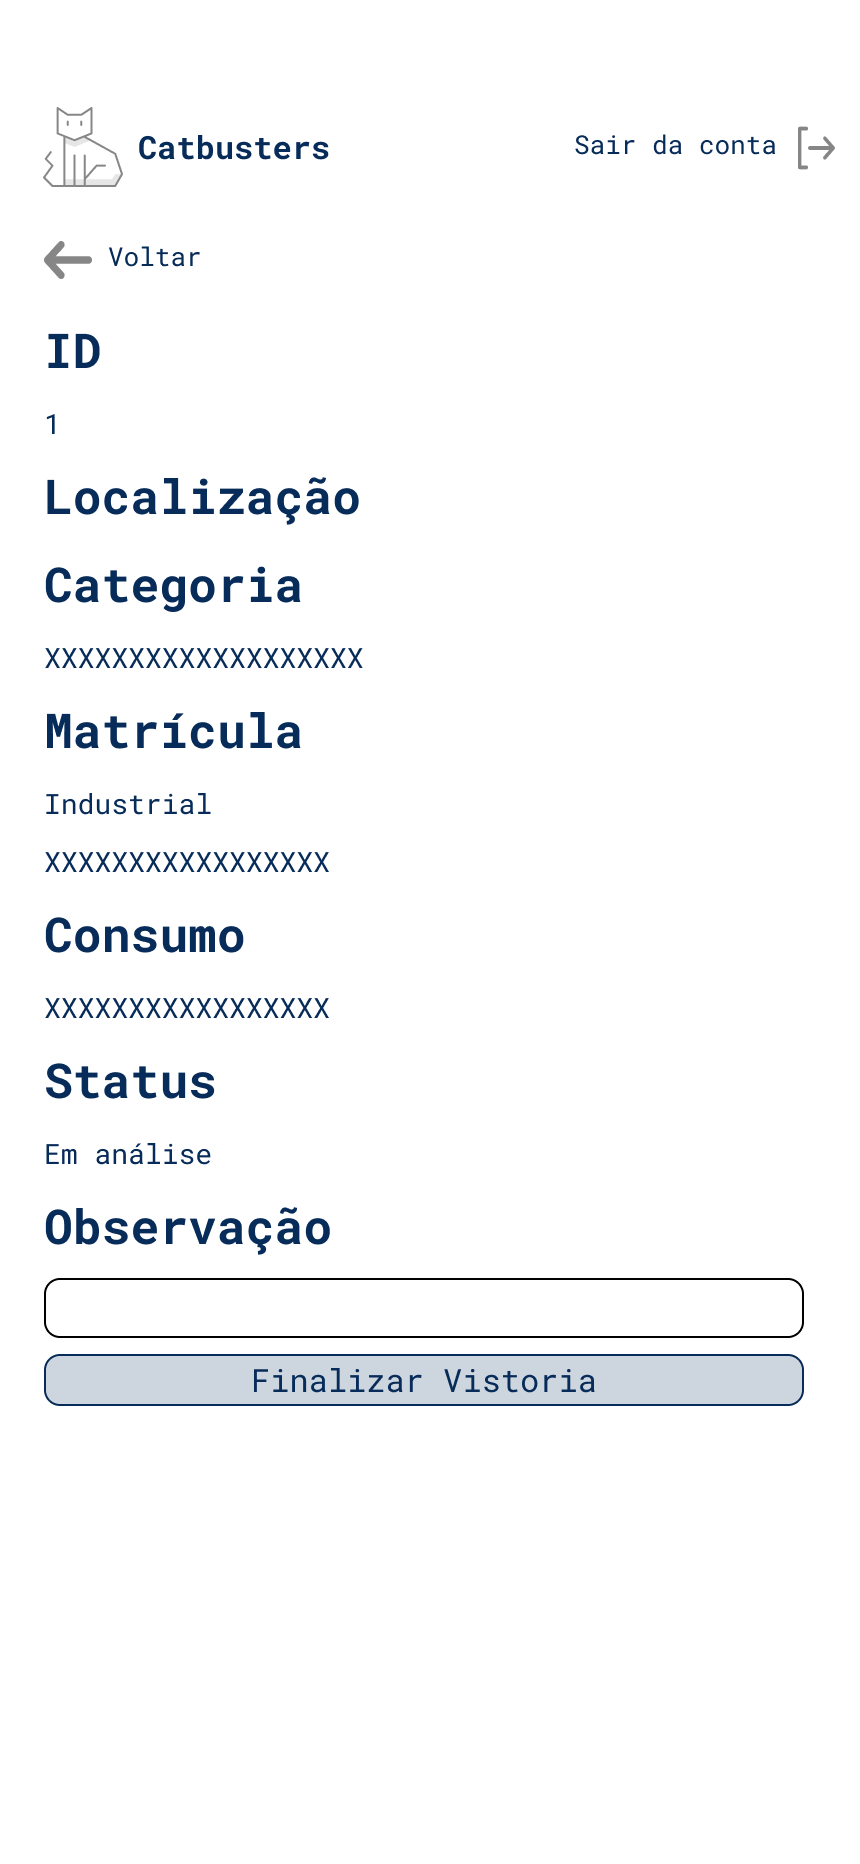 Catbusters
Sair da conta
Voltar
ID
1
Localização
Categoria
XXXXXXXXXXXXXXXXXXX
Matrícula
Industrial
XXXXXXXXXXXXXXXXX
Consumo
XXXXXXXXXXXXXXXXX
Status
Em análise
Observação
Finalizar Vistoria